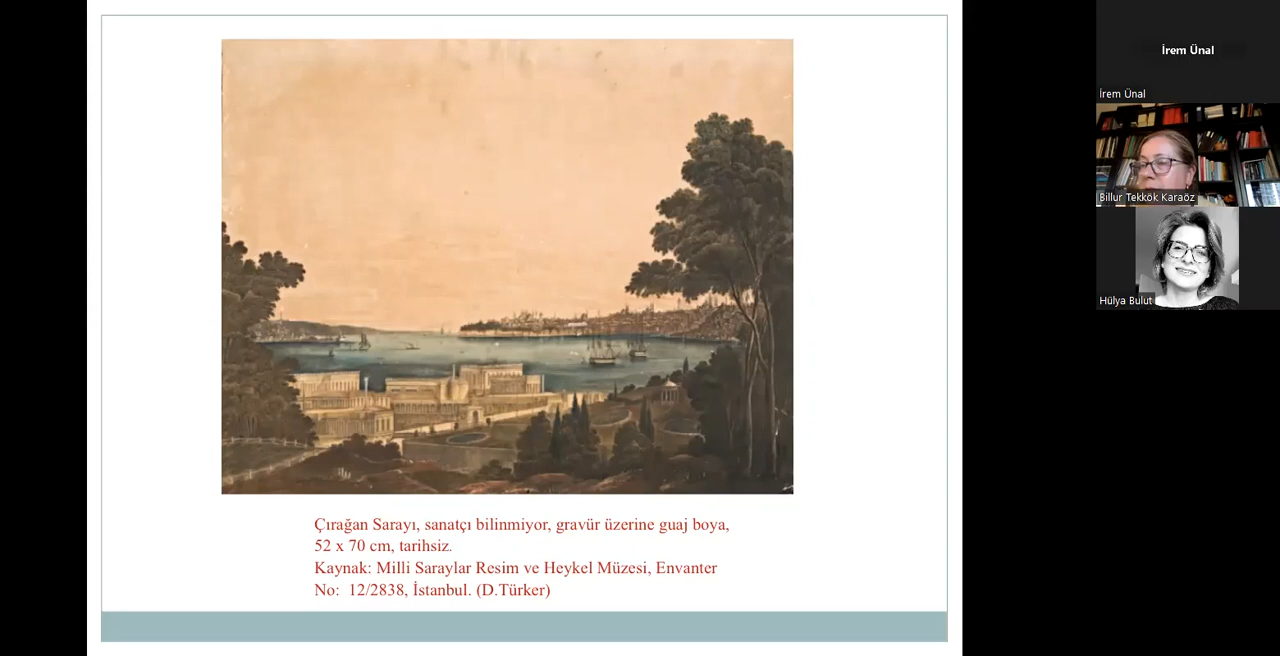 Çırağan Sarayı, sanatçı bilinmiyor, gravür üzerine guaj boya,
52 x 70 cm, tarihsiz.
Kaynak: Milli Saraylar Resim ve Heykel Müzesi, Envanter
No: 12/2838, İstanbul. (D.Türker)
İrem Ünal
İrem Ünal
Billur Tekkök Karaöz
Hülya Bulut